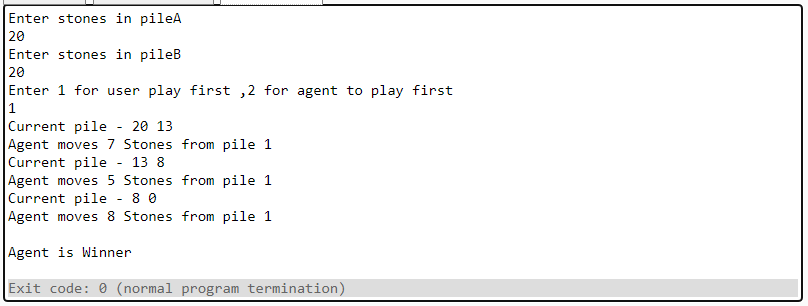 Enter stones in pileA
20
Enter stones in pileB
20
Enter 1 for user play first ,2 for agent to play first
1
Current pile - 20 13
Agent moves 7 Stones from pile 1
Current pile - 13 8
Agent moves 5 Stones from pile 1
Current pile - 8 0
Agent moves 8 Stones from pile 1
Agent is Winner
Exit code: 0 (normal program termination)